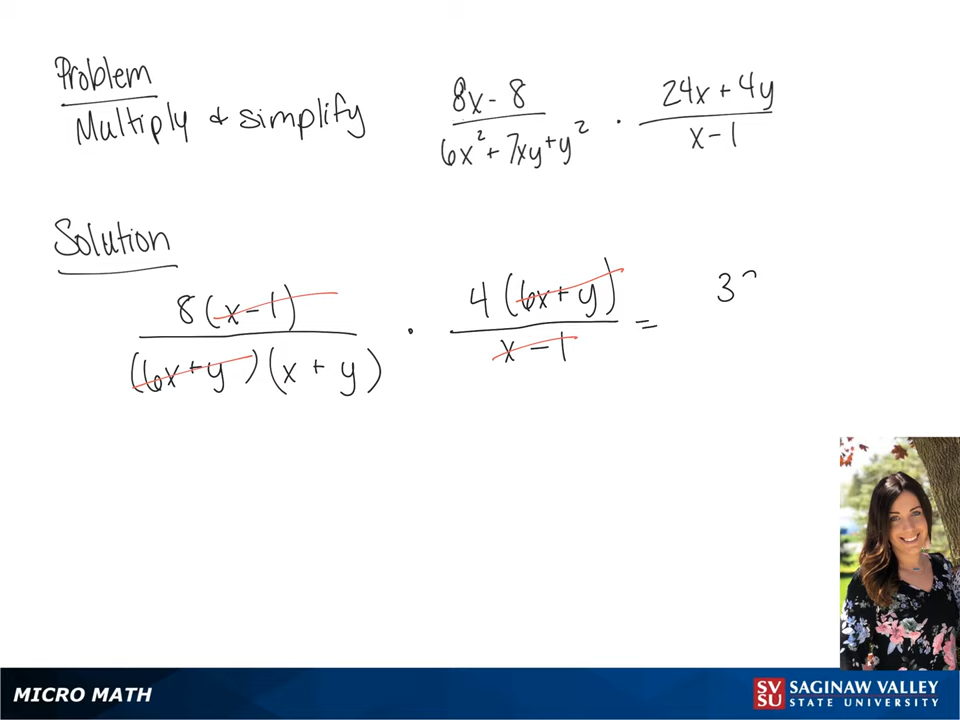 Problem
Multiply & simplify
8x - 8 / 6x² + 7xy + y² · 24x + 4y / x - 1
Solution
8(x - 1) / (6x + y)(x + y) · 4(6x + y) / x - 1 = 3
MICRO MATH
SVSU SAGINAW VALLEY
STATE UNIVERSITY